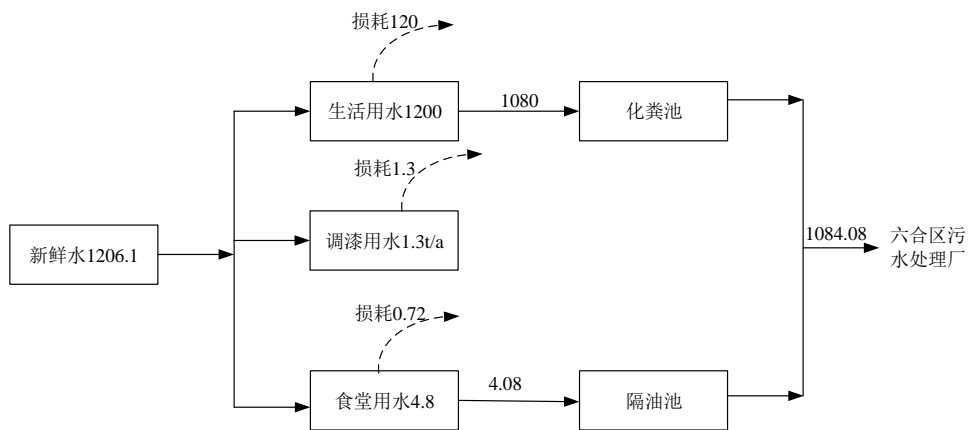 损耗120
生活用水1200
1080
化粪池
损耗1.3
新鲜水1206.1
调漆用水1.3t/a
1084.08
六合区污
水处理厂
损耗0.72
食堂用水4.8
4.08
隔油池